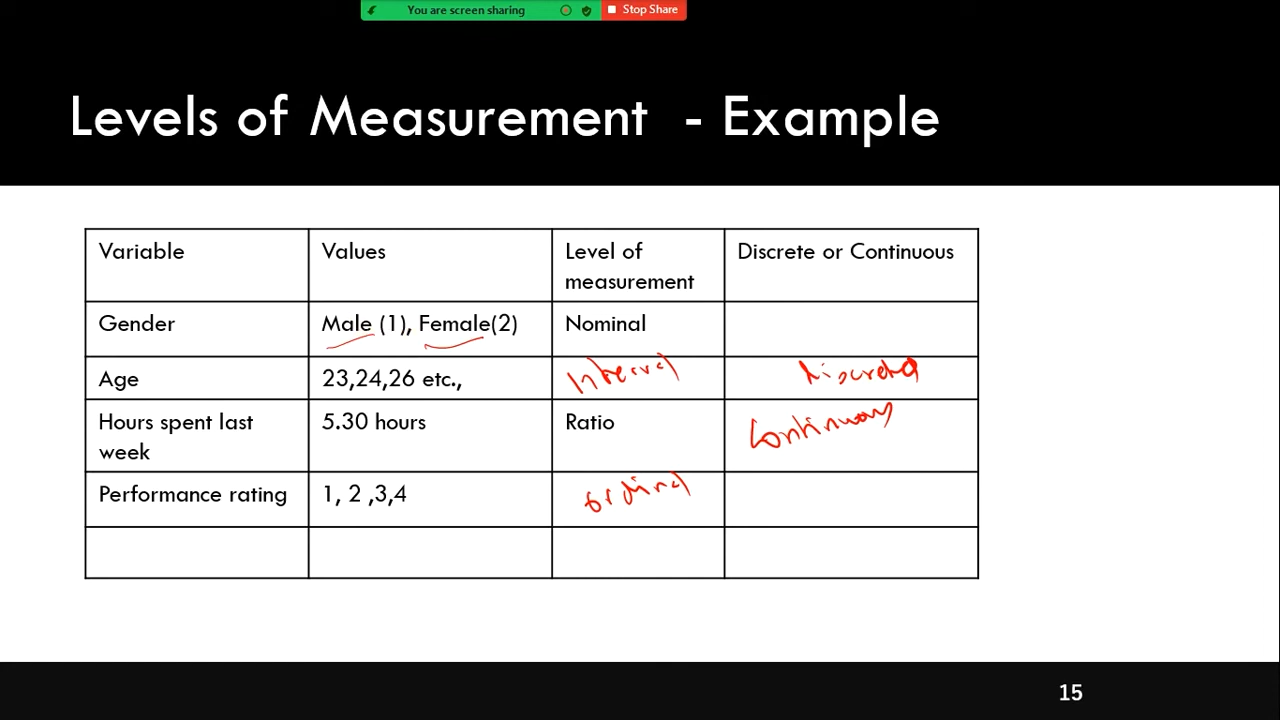 You are screen sharing
Stop Share
Levels of Measurement - Example
Variable
Values
Level of
measurement
Discrete or Continuous
Gender
Male (1), Female(2)
Nominal
Age
23,24,26 etc.,
Interval
Discrete
Hours spent last
week
5.30 hours
Ratio
Continuous
Performance rating
1, 2 ,3,4
ordinal
15